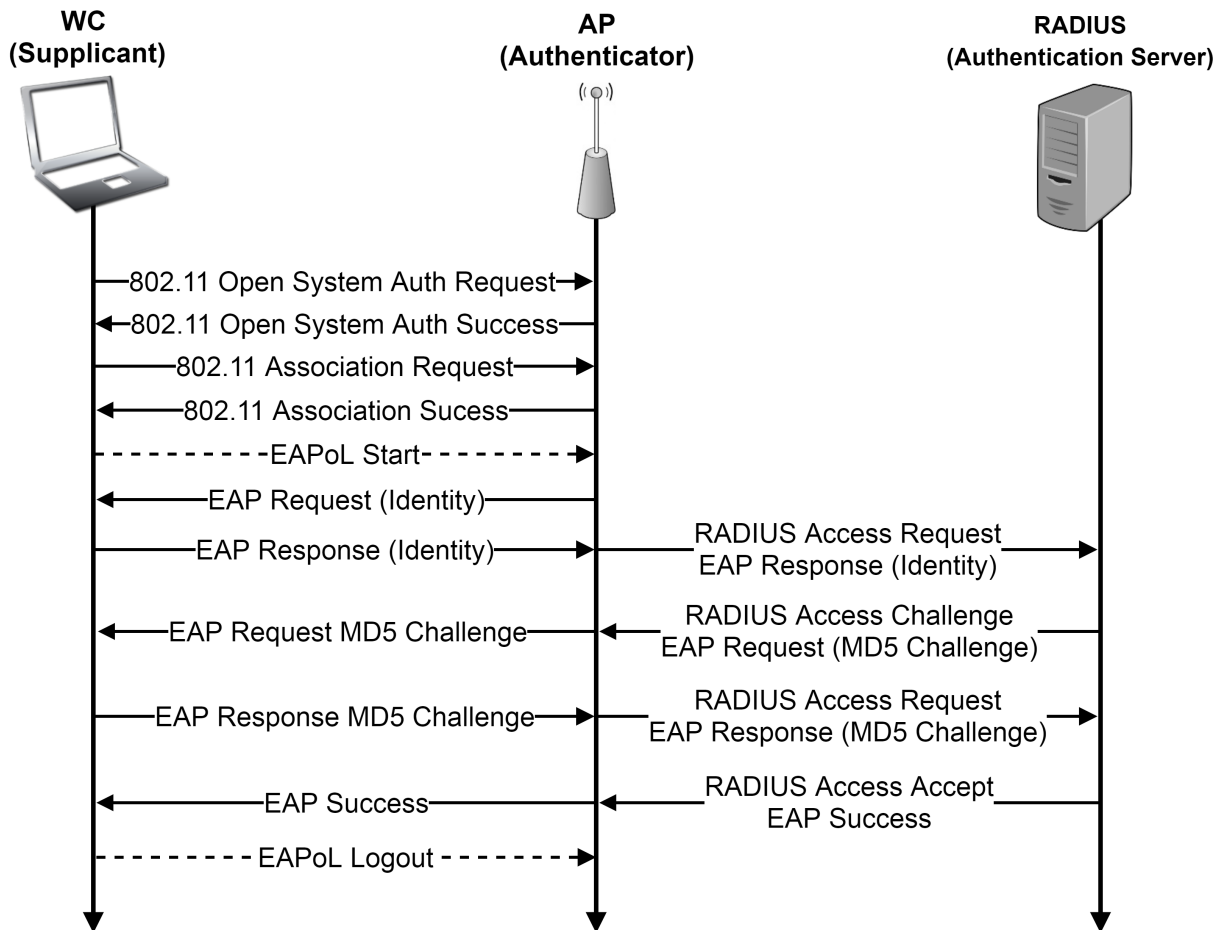 WC
(Supplicant)
AP
(Authenticator)
RADIUS
(Authentication Server)
802.11 Open System Auth Request
802.11 Open System Auth Success
802.11 Association Request
802.11 Association Sucess
EAPoL Start
EAP Request (Identity)
EAP Response (Identity)
RADIUS Access Request
EAP Response (Identity)
EAP Request MD5 Challenge
RADIUS Access Challenge
EAP Request (MD5 Challenge)
EAP Response MD5 Challenge
RADIUS Access Request
EAP Response (MD5 Challenge)
EAP Success
RADIUS Access Accept
EAP Success
EAPoL Logout